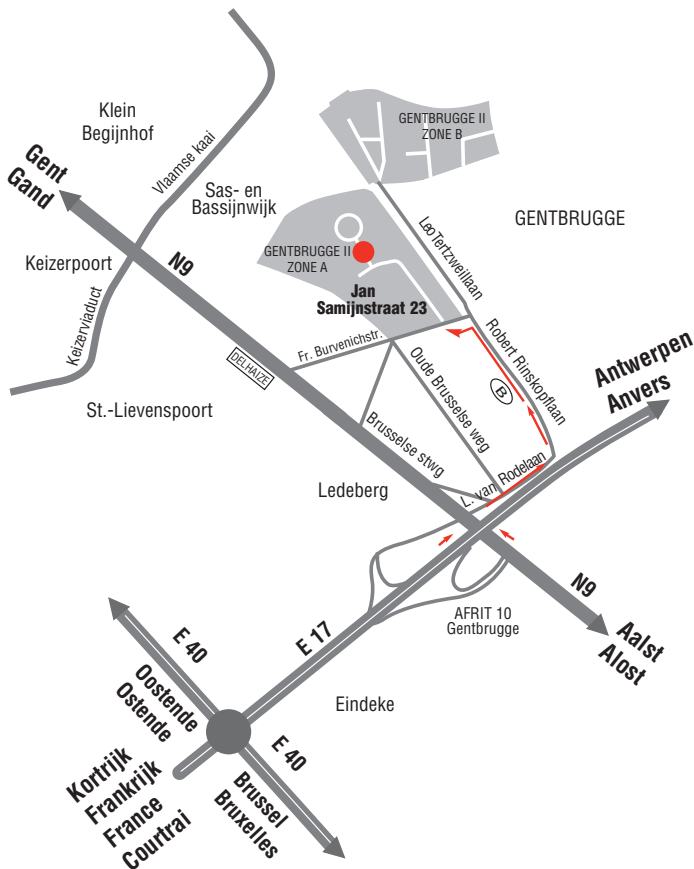 Klein
Begijnhof
Vlaamse kaai
GENTBRUGGE II
ZONE B
Gent
Gand
Sas- en
Bassijnwijk
GENTBRUGGE
Leo Tertzweillaan
Keizerpoort
N9
GENTBRUGGE II
ZONE A
Jan
Samijnstraat 23
Keizerviaduct
Fr. Burvenichstr.
Robert Rinskopflaan
Antwerpen
Anvers
DELHAIZE
Oude Brusselse weg
B
St.-Lievenspoort
Brusselse stwg
L. van Rodelaan
Ledeberg
N9
AFRIT 10
Gentbrugge
Aalst
Alost
E 40
E 17
Oostende
Ostende
Eindeke
E 40
Kortrijk
Frankrijk
France
Courtrai
Brussel
Bruxelles